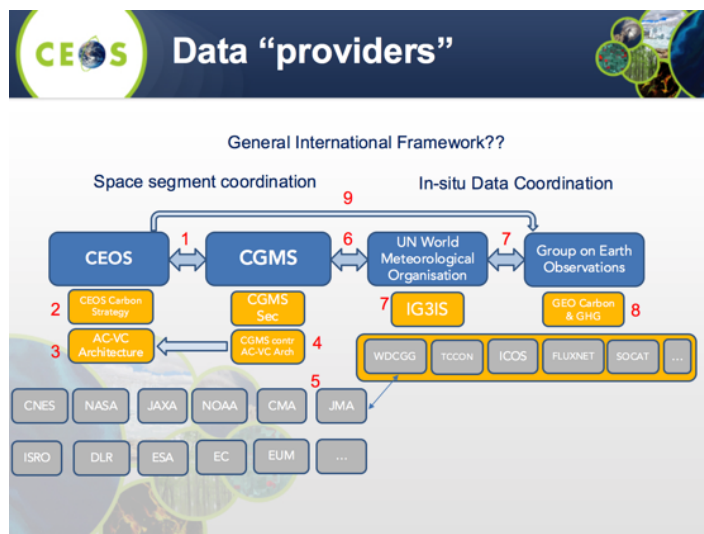 CEOS
Data “providers”
General International Framework??
Space segment coordination
In-situ Data Coordination
9
CEOS
1
CGMS
6
UN World
Meteorological
Organisation
7
Group on Earth
Observations
2
CEOS Carbon
Strategy
CGMS
Sec
7
IG3IS
GEO Carbon
& GHG
8
3
AC-VC
Architecture
CGMS contr
AC-VC Arch
4
WDCGG
TCCON
ICOS
FLUXNET
SOCAT
...
5
CNES
NASA
JAXA
NOAA
CMA
JMA
ISRO
DLR
ESA
EC
EUM
...